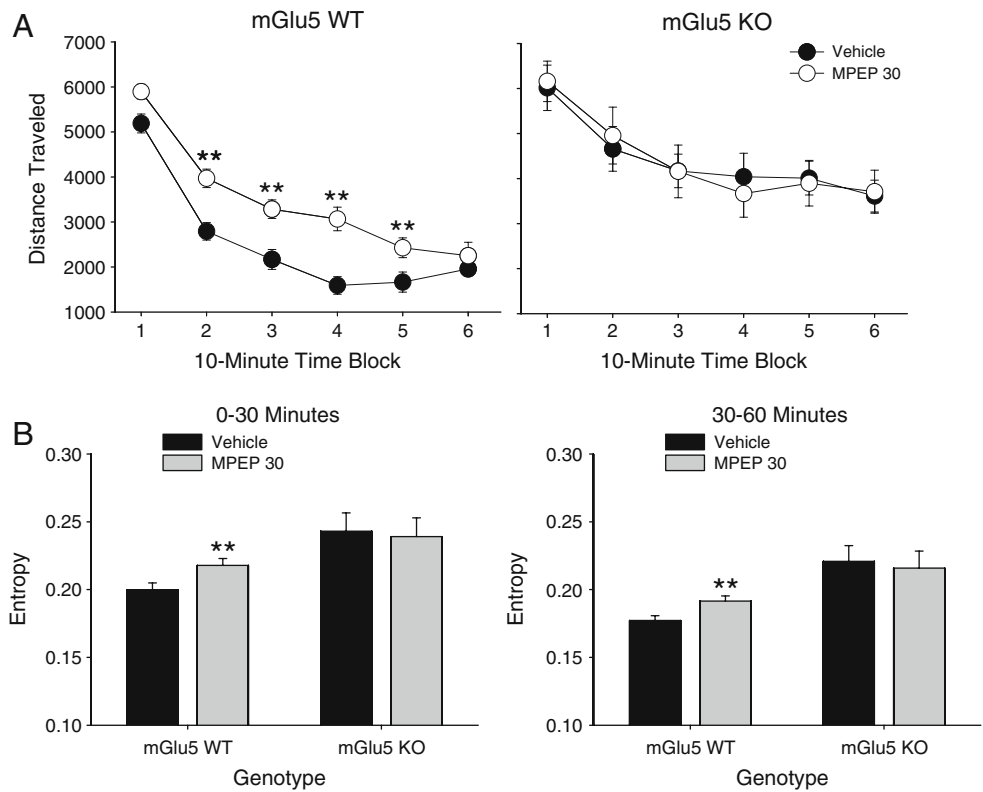 A
mGlu5 WT
mGlu5 KO
Vehicle
MPEP 30
7000
6000
5000
4000
3000
2000
1000
Distance Traveled
**
**
**
**
1 2 3 4 5 6
1 2 3 4 5 6
10-Minute Time Block
10-Minute Time Block
B
0-30 Minutes
Vehicle
MPEP 30
0.30
0.25
0.20
0.15
0.10
Entropy
**
mGlu5 WT mGlu5 KO
Genotype
30-60 Minutes
Vehicle
MPEP 30
0.30
0.25
0.20
0.15
0.10
Entropy
**
mGlu5 WT mGlu5 KO
Genotype